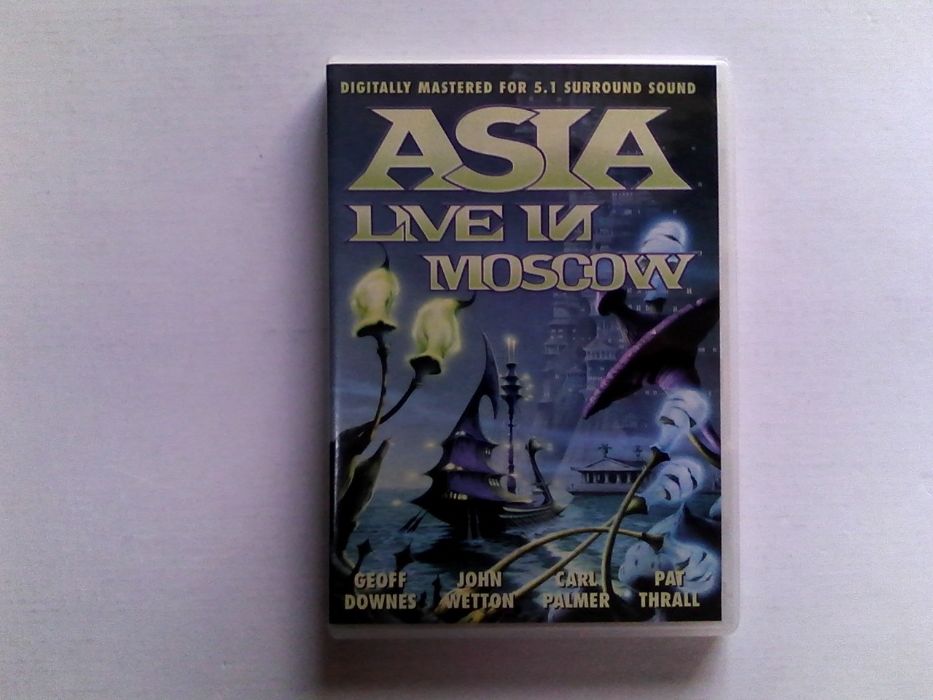 DIGITALLY MASTERED FOR 5.1 SURROUND SOUND
ASIA
LIVE IN
MOSCOW
GEOFF DOWNES
JOHN WETTON
CARL PALMER
PAT THRALL